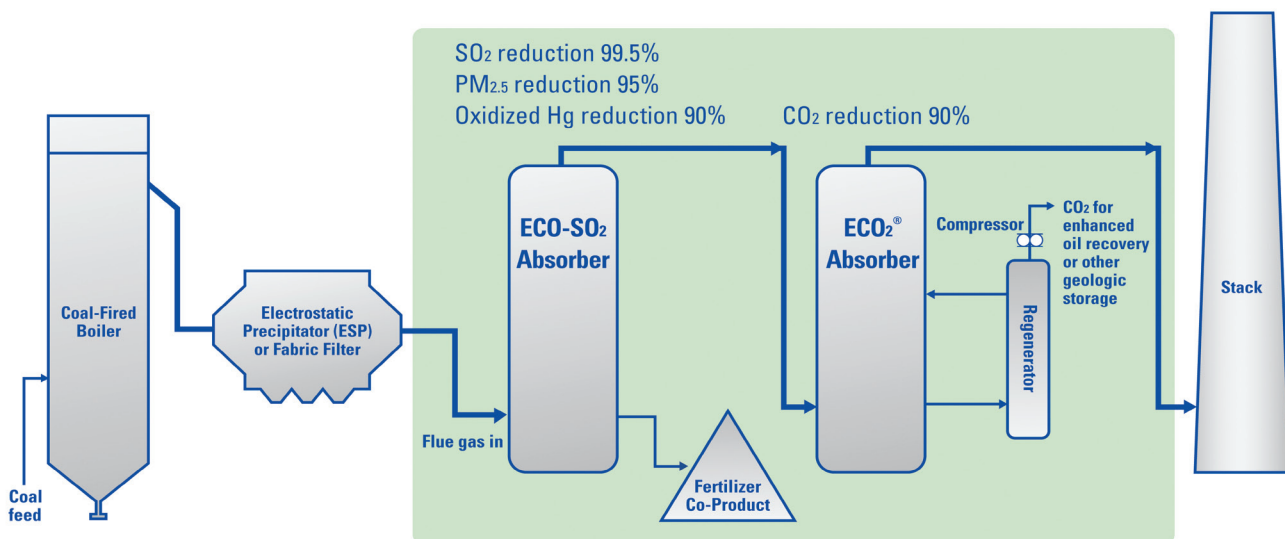 SO₂ reduction 99.5%
PM₂.₅ reduction 95%
Oxidized Hg reduction 90%
CO₂ reduction 90%
Coal-Fired
Boiler
Coal
feed
Electrostatic
Precipitator (ESP)
or Fabric Filter
Flue gas in
ECO-SO₂
Absorber
Fertilizer
Co-Product
ECO₂®
Absorber
Compressor
Regenerator
CO₂ for
enhanced
oil recovery
or other
geologic
storage
Stack